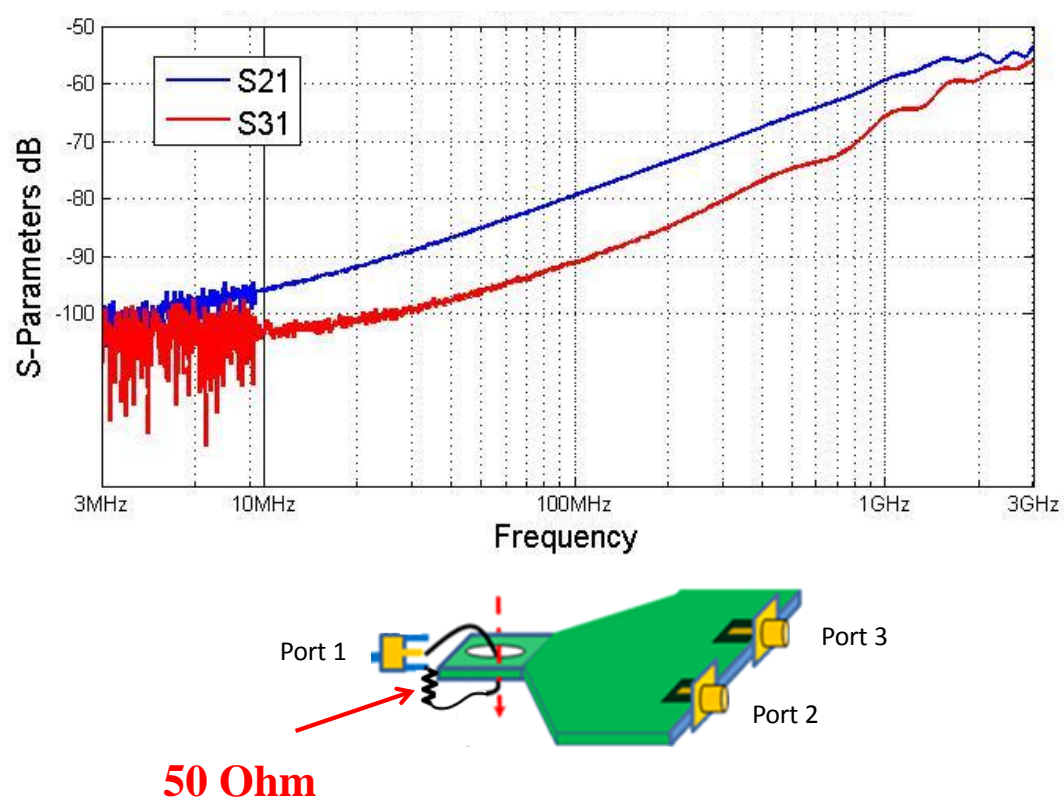 -50
-60
-70
-80
-90
-100
S-Parameters dB
S21
S31
3MHz 10MHz 100MHz 1GHz 3GHz
Frequency
Port 1
Port 3
Port 2
50 Ohm